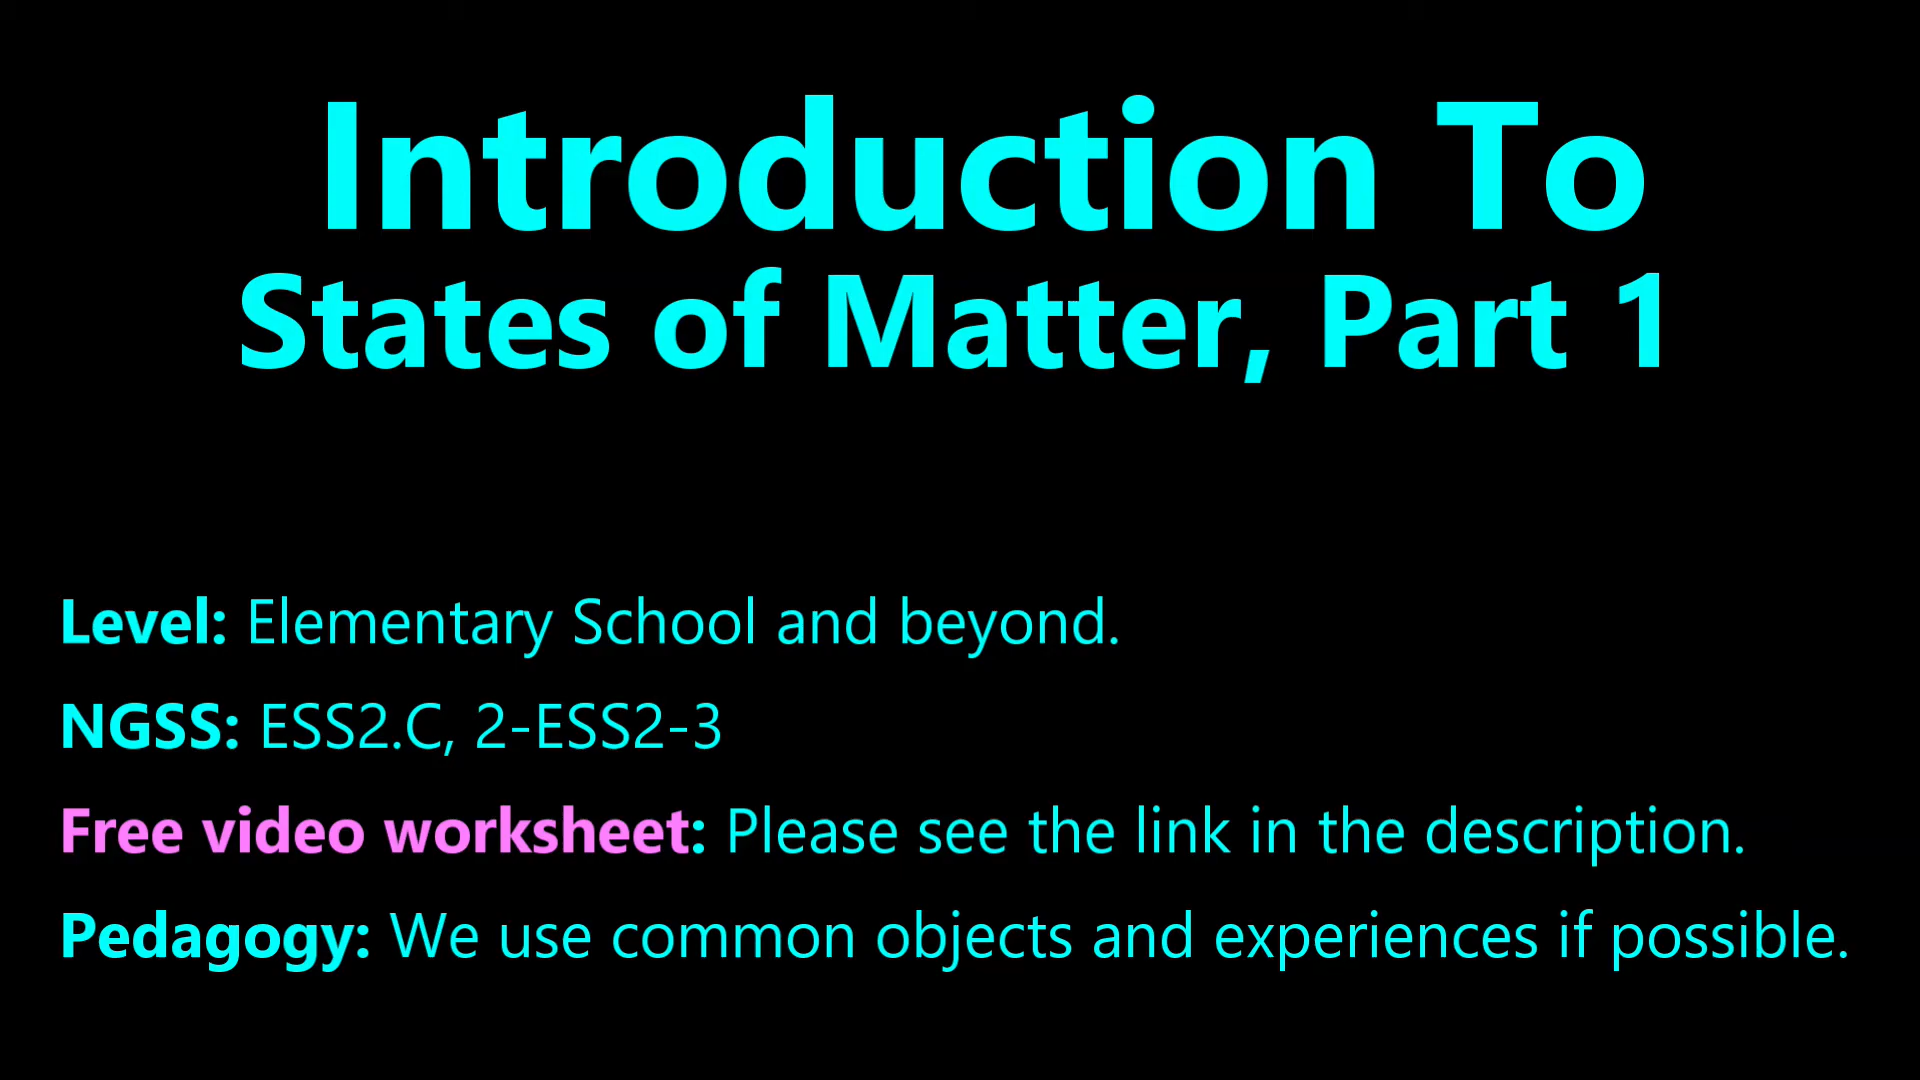 Introduction To
States of Matter, Part 1
Level: Elementary School and beyond.
NGSS: ESS2.C, 2-ESS2-3
Free video worksheet: Please see the link in the description.
Pedagogy: We use common objects and experiences if possible.